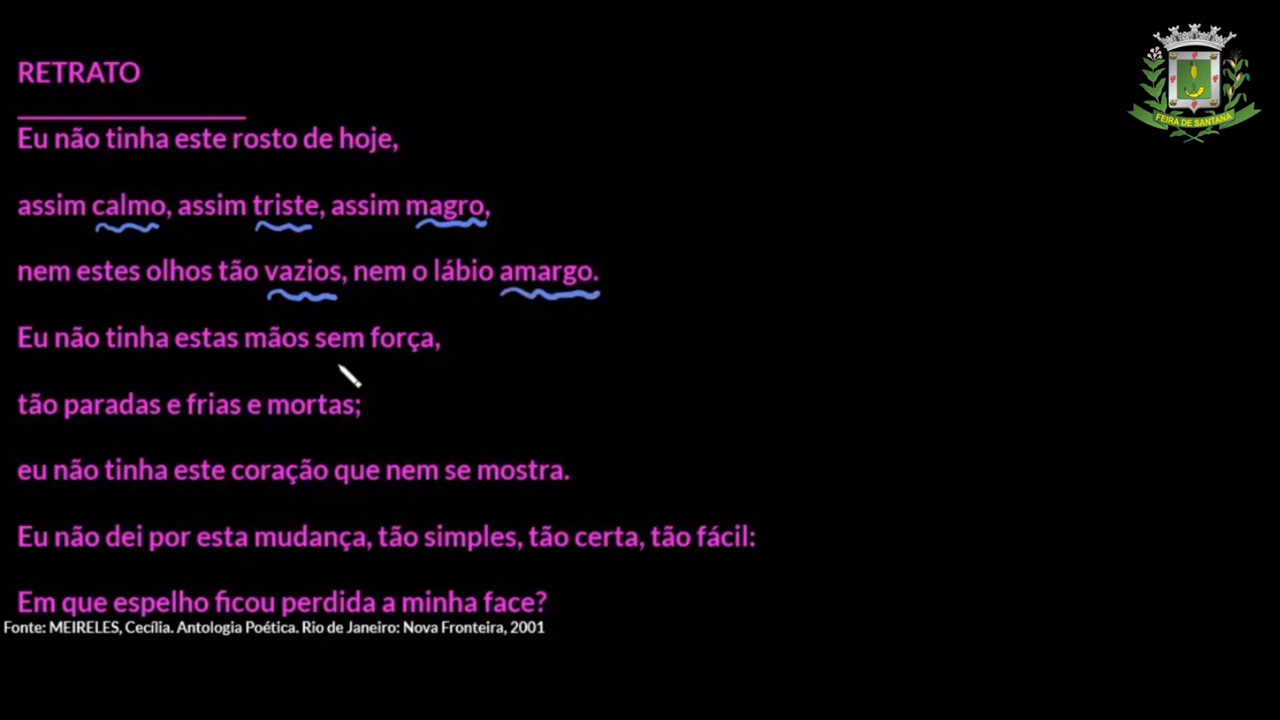 RETRATO
FEIRA DE SANTANA
Eu não tinha este rosto de hoje,
assim calmo, assim triste, assim magro,
nem estes olhos tão vazios, nem o lábio amargo.
Eu não tinha estas mãos sem força,
tão paradas e frias e mortas;
eu não tinha este coração que nem se mostra.
Eu não dei por esta mudança, tão simples, tão certa, tão fácil:
Em que espelho ficou perdida a minha face?
Fonte: MEIRELES, Cecília. Antologia Poética. Rio de Janeiro: Nova Fronteira, 2001